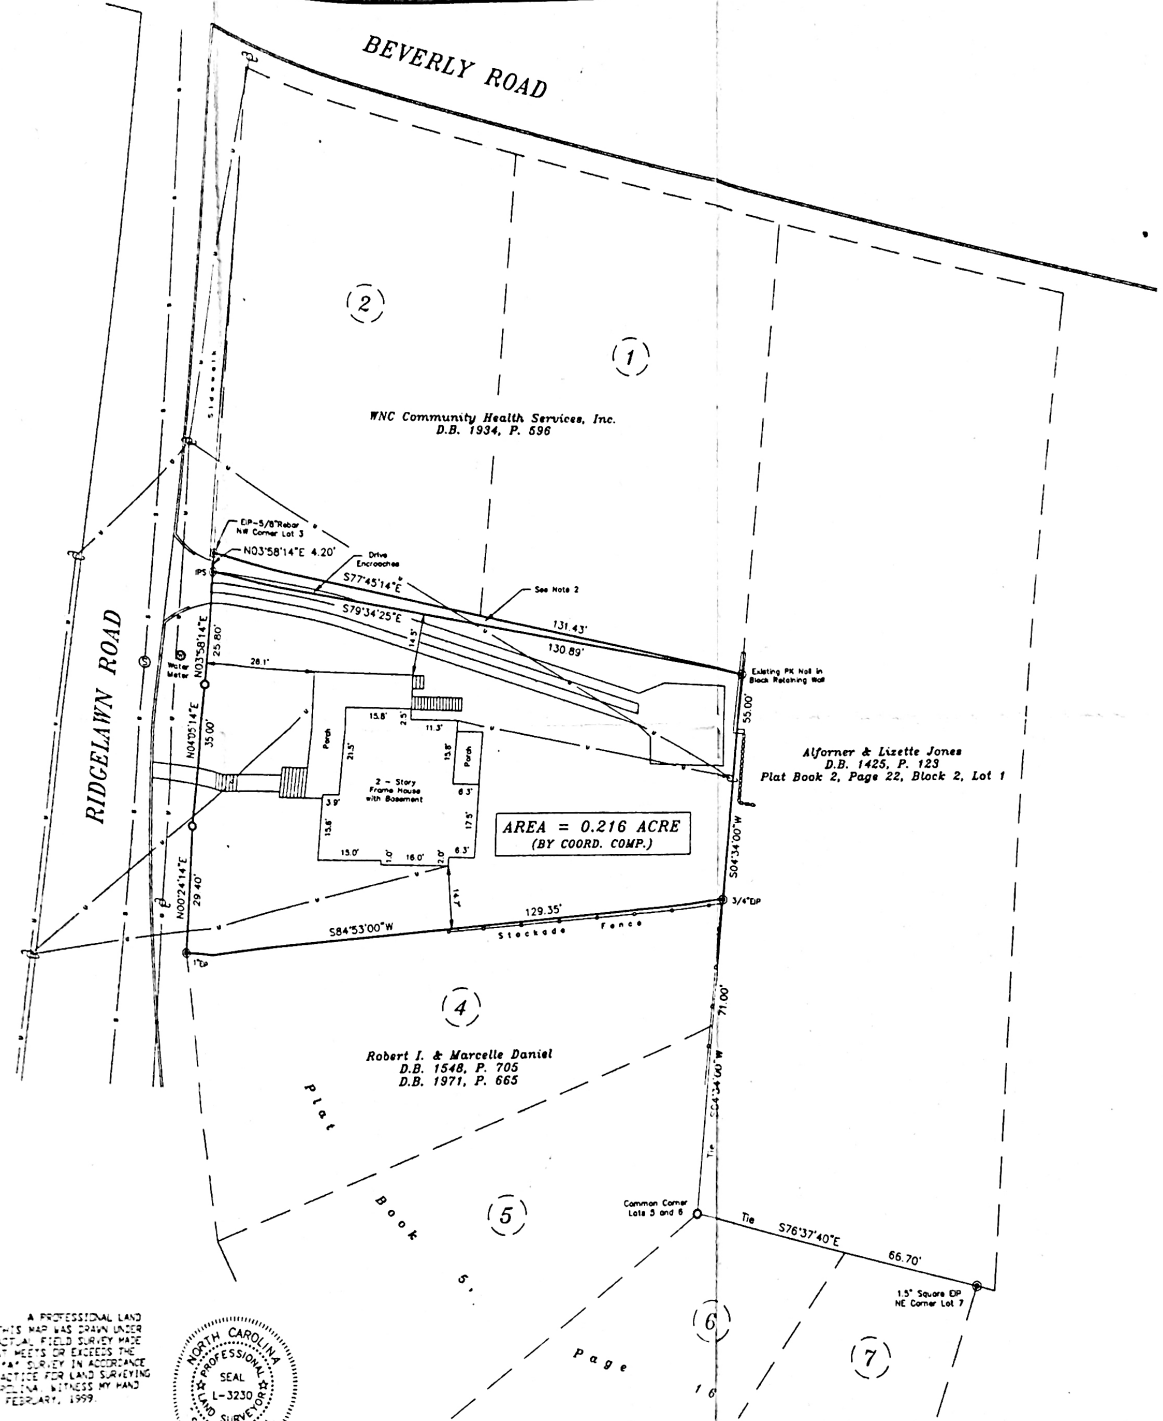 BEVERLY ROAD
2
1
Sidewalk
WNC Community Health Services, Inc.
D.B. 1934, P. 596
EIP-5/8"Rebar
NW Corner Lot 3
N03°58'14"E 4.20'
Drive
Encroaches
IPS
S77°45'14"E
See Note 2
S79°34'25"E
131.43'
130.89'
14.5'
N03°58'14"E
25.80'
Water
Meter
28.1'
Existing PK Nail in
Block Retaining Wall
55.00'
RIDGELAWN ROAD
S
N04°05'14"E
35.00'
Porch
15.8'
2.5'
11.3'
21.5'
15.8'
Porch
2 - Story
Frame House
with Basement
6.3'
3.9'
15.6'
17.5'
15.0'
1.0'
16.0'
2.0'
6.3'
Alforner & Lizette Jones
D.B. 1425, P. 123
Plat Book 2, Page 22, Block 2, Lot 1
AREA = 0.216 ACRE
(BY COORD. COMP.)
S04°34'00"W
N00°24'14"E
29.40'
14.7'
3/4"EIP
129.35'
S84°53'00"W
Stockade Fence
1"EIP
4
71.00'
Robert I. & Marcelle Daniel
D.B. 1548, P. 705
D.B. 1971, P. 665
S04°34'00"W
Tie
Plat
Book
5,
Page
16
5
Common Corner
Lots 5 and 6
Tie
S76°37'40"E
66.70'
1.5" Square EIP
NE Corner Lot 7
6
7
A PROFESSIONAL LAND
THIS MAP WAS DRAWN UNDER
ACTUAL FIELD SURVEY MADE
IT MEETS OR EXCEEDS THE
"A" SURVEY IN ACCORDANCE
PRACTICE FOR LAND SURVEYING
WITNESS MY HAND
FEBRUARY, 1999.
NORTH CAROLINA
PROFESSIONAL
SEAL
L-3230
LAND SURVEYOR